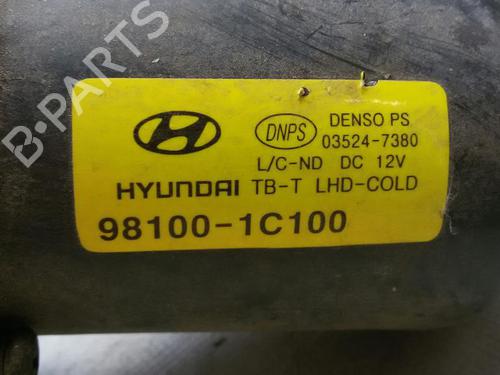 B-PARTS
DNPS
DENSO PS
03524-7380
L/C-ND DC 12V
HYUNDAI TB-T LHD-COLD
98100-1C100